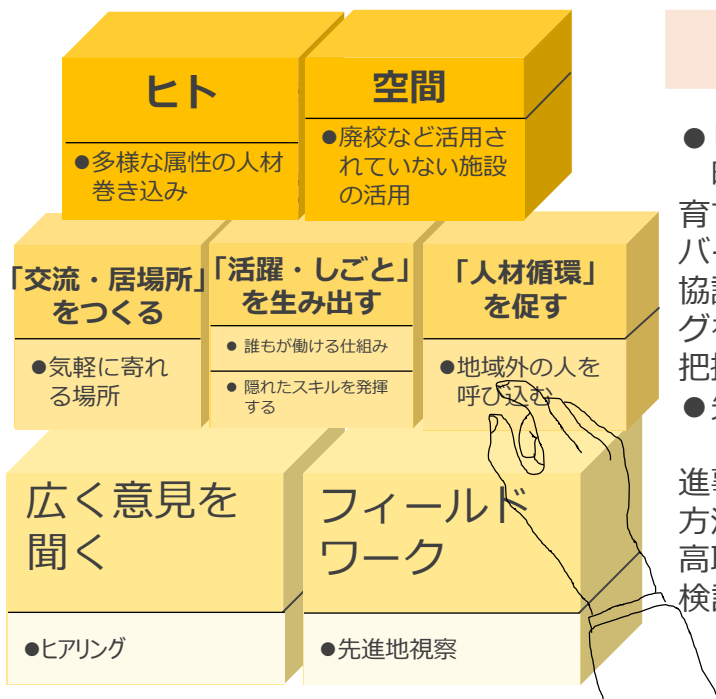 ヒト
●多様な属性の人材
巻き込み
空間
●廃校など活用さ
れていない施設
の活用
「交流・居場所」
をつくる
●気軽に寄れ
る場所
「活躍・しごと」
を生み出す
● 誰もが働ける仕組み
● 隠れたスキルを発揮
する
「人材循環」
を促す
●地域外の人を
呼び込む
広く意見を
聞く
●ヒアリング
フィールド
ワーク
●先進地視察
●
育
バ
協
グ
把
●
進
方
高
検